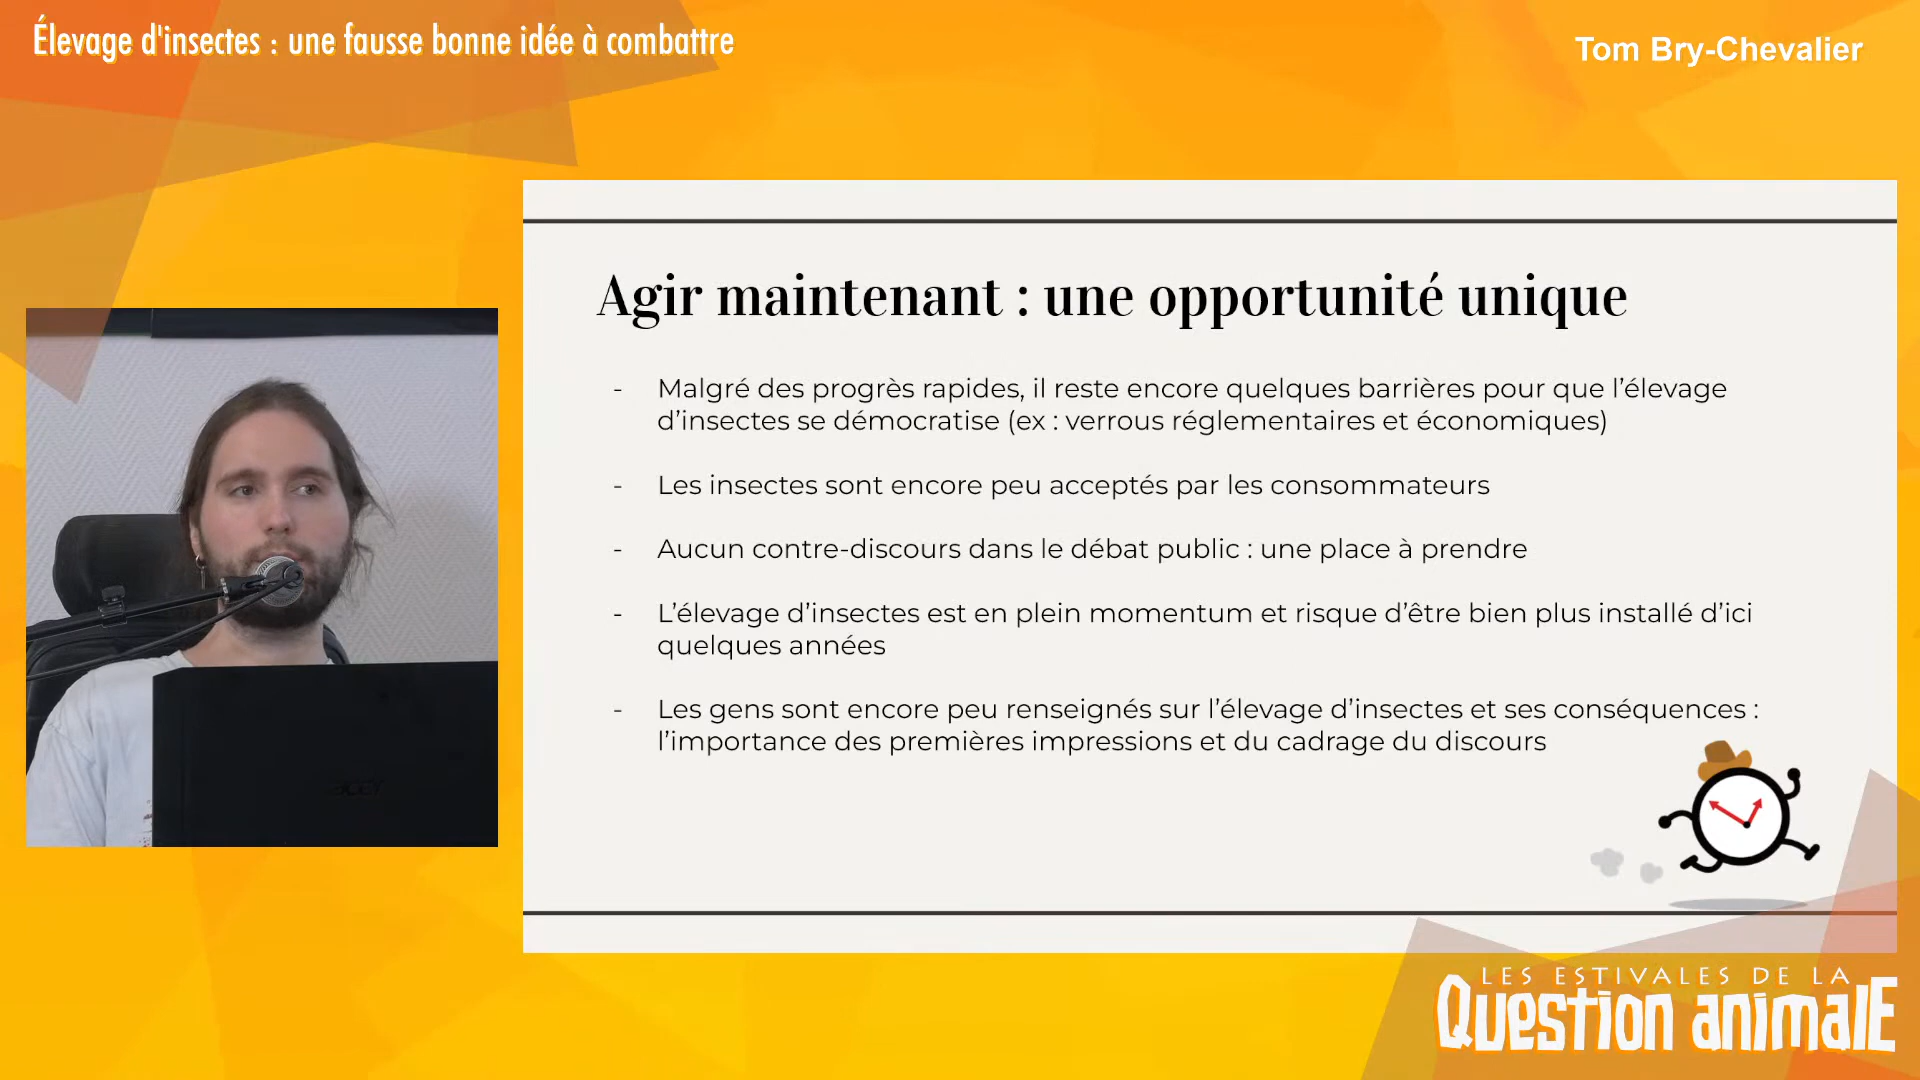 Élevage d'insectes : une fausse bonne idée à combattre
Tom Bry-Chevalier
Agir maintenant : une opportunité unique
- Malgré des progrès rapides, il reste encore quelques barrières pour que l’élevage
d’insectes se démocratise (ex : verrous réglementaires et économiques)
- Les insectes sont encore peu acceptés par les consommateurs
- Aucun contre-discours dans le débat public : une place à prendre
- L’élevage d’insectes est en plein momentum et risque d’être bien plus installé d’ici
quelques années
- Les gens sont encore peu renseignés sur l’élevage d’insectes et ses conséquences :
l’importance des premières impressions et du cadrage du discours
LES ESTIVALES DE LA
Question animalE